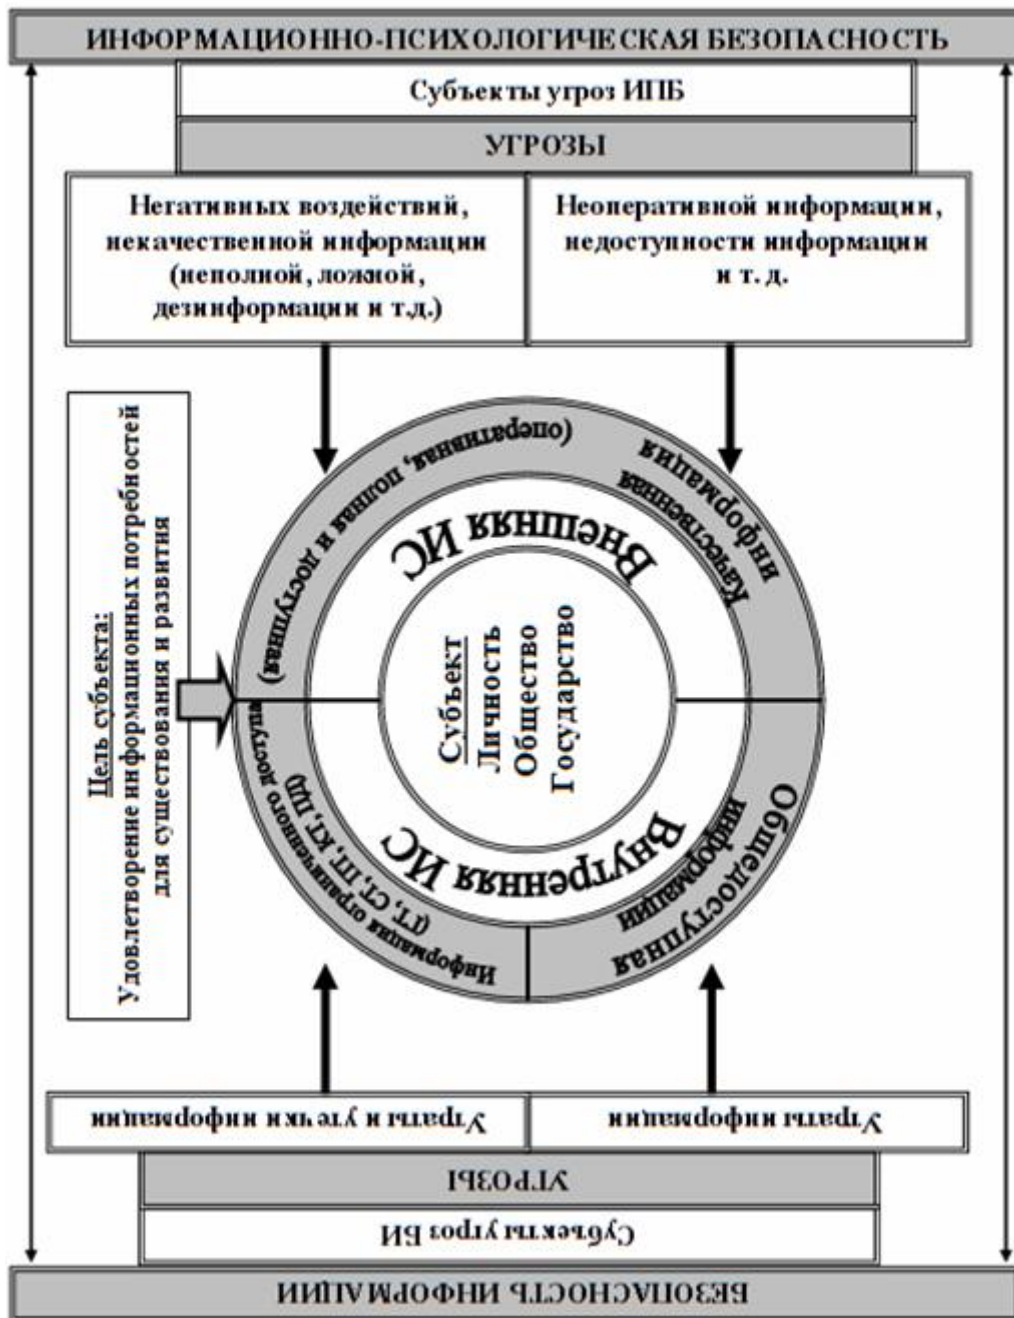 ИНФОРМАЦИОННО-ПСИХОЛОГИЧЕСКАЯ БЕЗОПАСНОСТЬ
Субъекты угроз ИПБ
УГРОЗЫ
Негативных воздействий,
некачественной информации
(неполной, ложной,
дезинформации и т.д.)
Неоперативной информации,
недоступности информации
и т. д.
Цель субъекта:
Удовлетворение информационных потребностей
для существования и развития
Качественная
информация
(оперативная, полная и доступная)
Внешняя ИС
Субъект
Личность
Общество
Государство
Внутренняя ИС
Информация ограниченного доступа
(ГТ, СТ, ПТ, КТ, ПД)
Общедоступная
информации
Утраты информации
Утраты и утечки информации
УГРОЗЫ
Субъекты угроз БИ
БЕЗОПАСНОСТЬ ИНФОРМАЦИИ